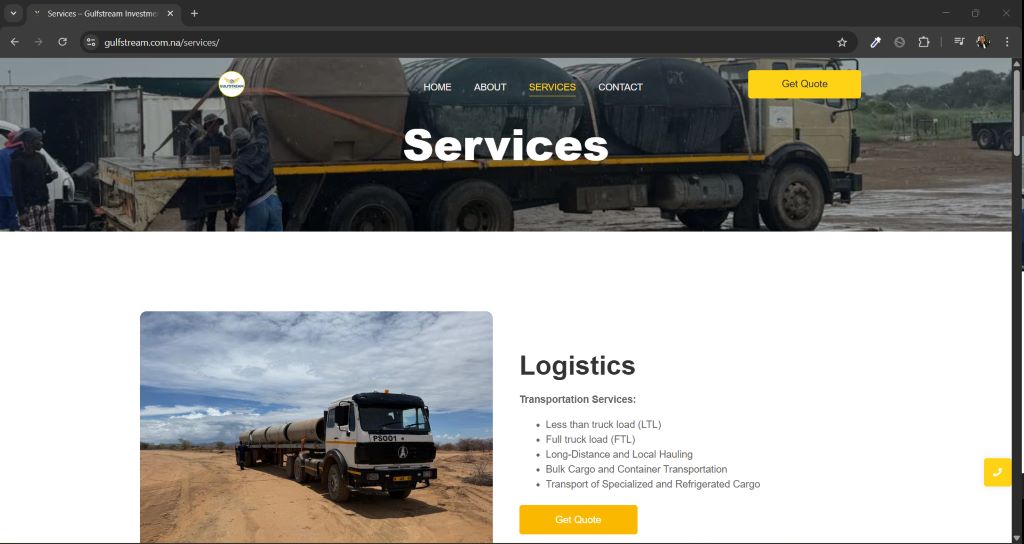 Services – Gulfstream Investme
gulfstream.com.na/services/
GULFSTREAM
HOME
ABOUT
SERVICES
CONTACT
Get Quote
Services
PS001
Logistics
Transportation Services:
• Less than truck load (LTL)
• Full truck load (FTL)
• Long-Distance and Local Hauling
• Bulk Cargo and Container Transportation
• Transport of Specialized and Refrigerated Cargo
Get Quote